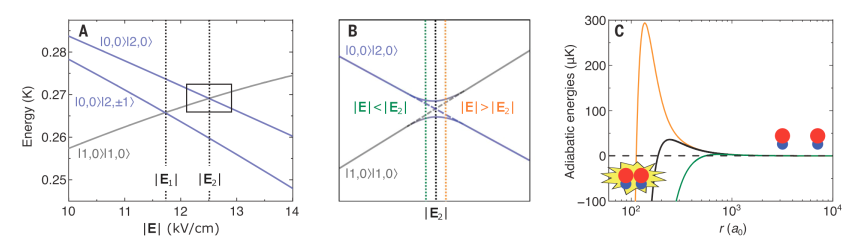 A
|0,0⟩|2,0⟩
|0,0⟩|2,±1⟩
|1,0⟩|1,0⟩
|E₁|
|E₂|
Energy (K)
0.28
0.27
0.26
0.25
10 11 12 13 14
|E| (kV/cm)
B
|0,0⟩|2,0⟩
|E|<|E₂|
|E|>|E₂|
|1,0⟩|1,0⟩
|E₂|
C
Adiabatic energies (μK)
300
200
100
0
-100
10² 10³ 10⁴
r (a₀)